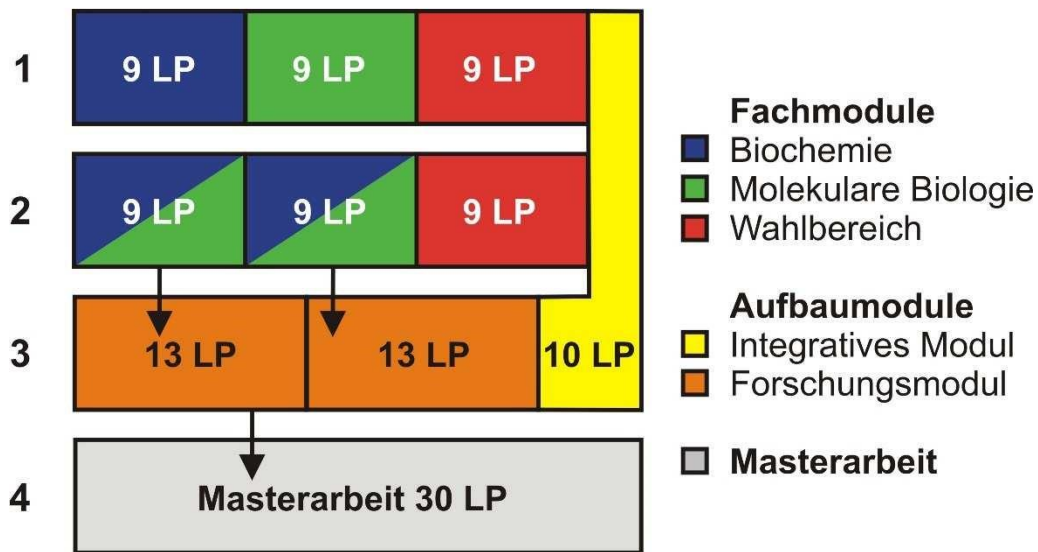 1
9 LP
9 LP
9 LP
2
9 LP
9 LP
9 LP
3
13 LP
13 LP
10 LP
4
Masterarbeit 30 LP
Fachmodule
Biochemie
Molekulare Biologie
Wahlbereich
Aufbaumodule
Integratives Modul
Forschungsmodul
Masterarbeit